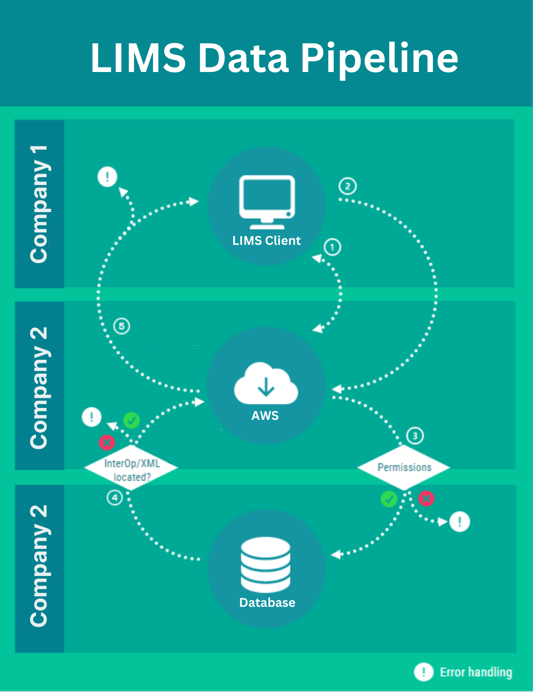 LIMS Data Pipeline
Company 1
!
2
LIMS Client
1
Company 2
5
AWS
!
3
InterOp/XML
located?
Permissions
4
!
Company 2
Database
! Error handling